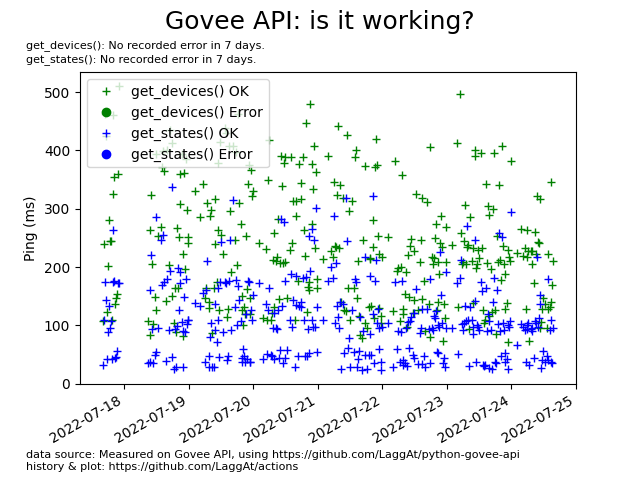 Govee API: is it working?
get_devices(): No recorded error in 7 days.
get_states(): No recorded error in 7 days.
get_devices() OK
get_devices() Error
get_states() OK
get_states() Error
Ping (ms)
500
400
300
200
100
0
2022-07-18
2022-07-19
2022-07-20
2022-07-21
2022-07-22
2022-07-23
2022-07-24
2022-07-25
data source: Measured on Govee API, using https://github.com/LaggAt/python-govee-api
history & plot: https://github.com/LaggAt/actions